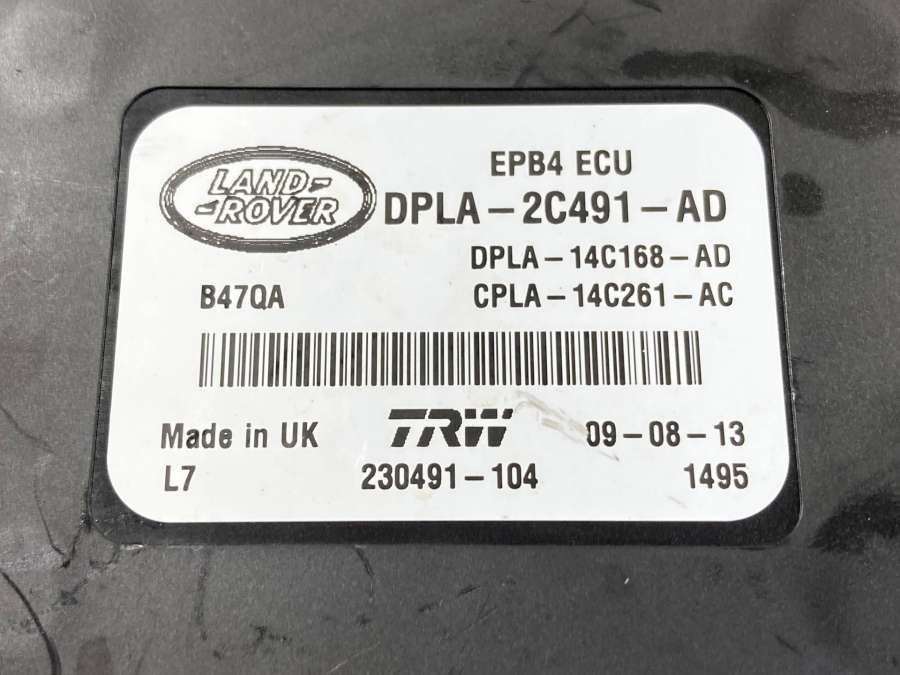 LAND-
-ROVER
EPB4 ECU
DPLA-2C491-AD
DPLA-14C168-AD
B47QA
CPLA-14C261-AC
Made in UK
TRW
09-08-13
L7
230491-104
1495